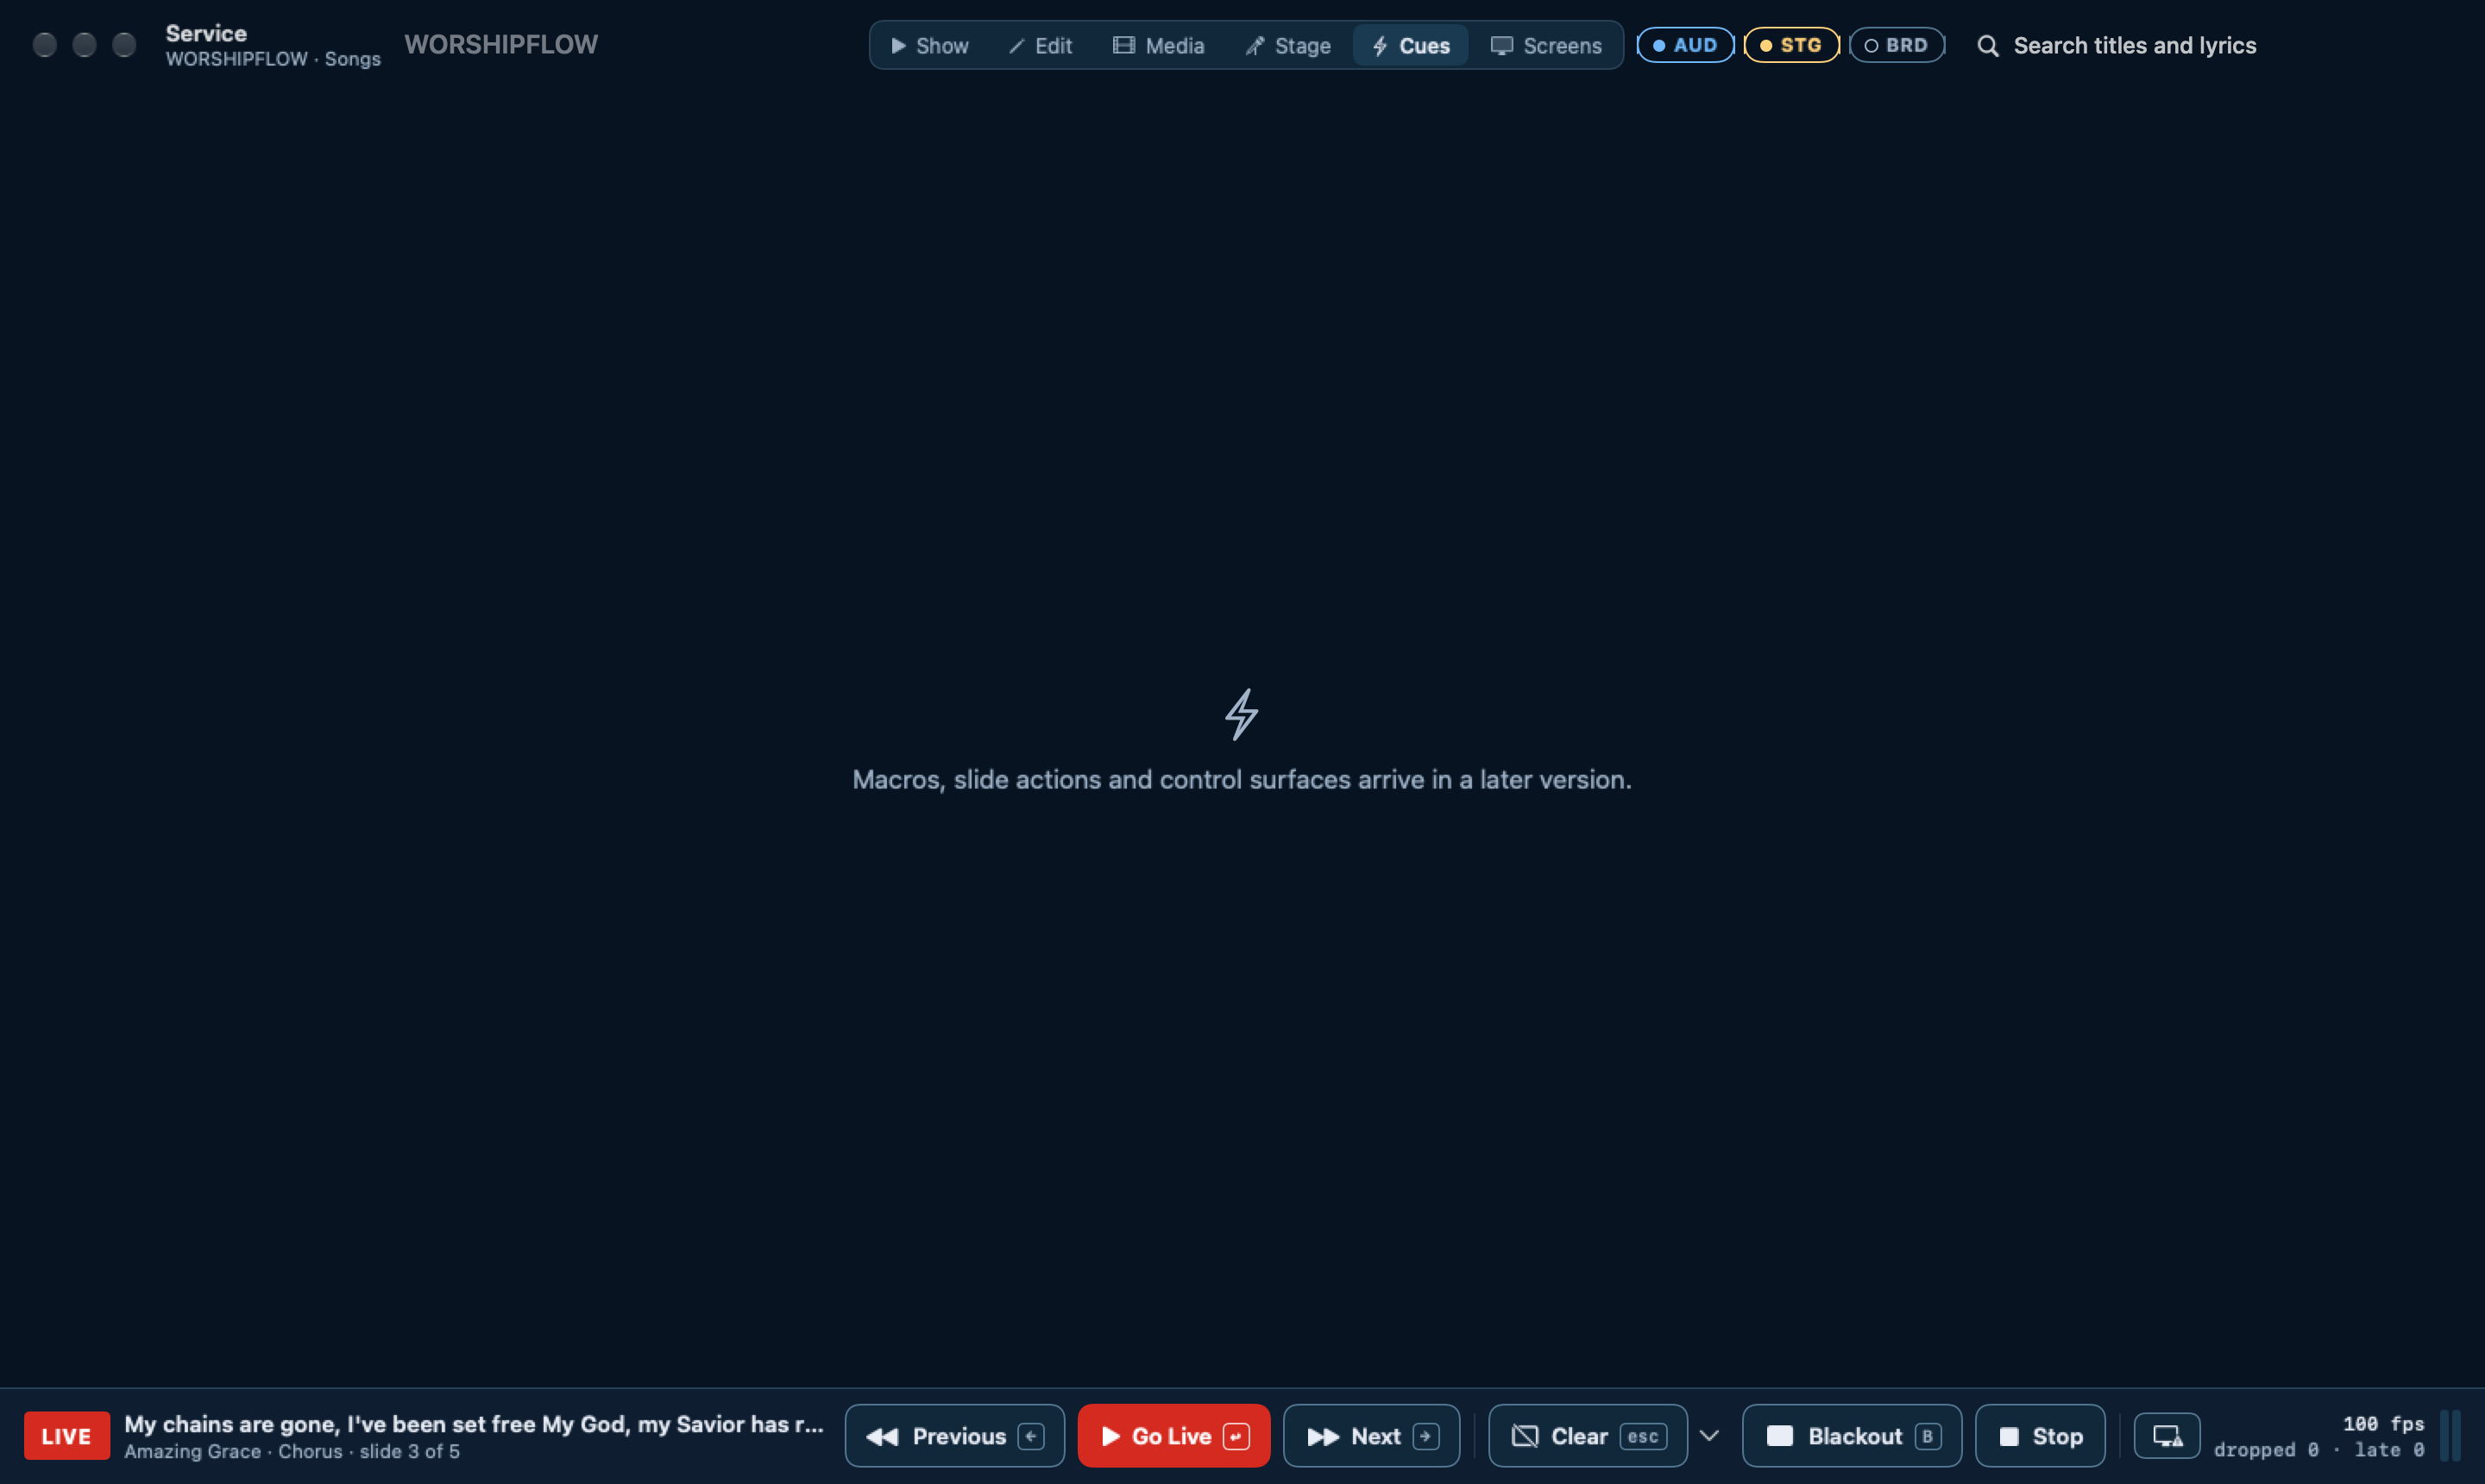 Service
WORSHIPFLOW · Songs
WORSHIPFLOW
Show
Edit
Media
Stage
Cues
Screens
AUD
STG
BRD
Search titles and lyrics
Macros, slide actions and control surfaces arrive in a later version.
LIVE
My chains are gone, I've been set free My God, my Savior has r...
Amazing Grace · Chorus · slide 3 of 5
Previous ←
Go Live ↵
Next →
Clear esc
Blackout B
Stop
100 fps
dropped 0 · late 0